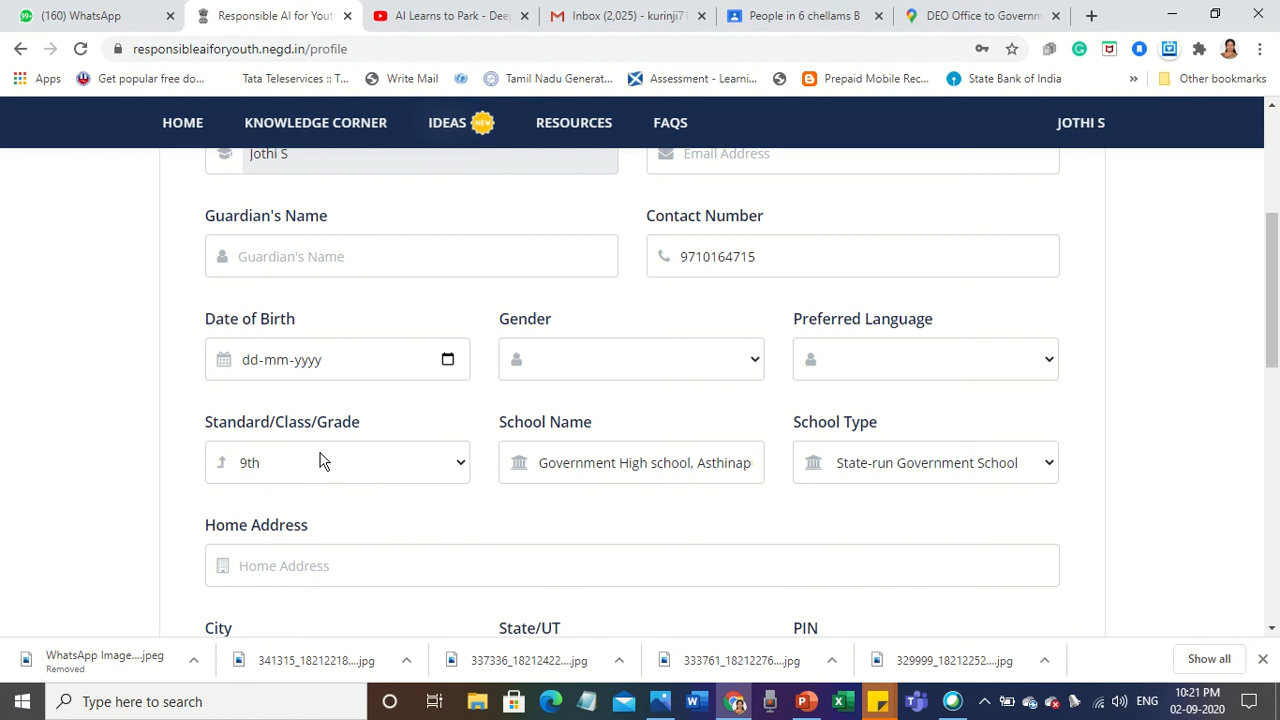 (160) WhatsApp
Responsible AI for Yout
AI Learns to Park - Deep
Inbox (2,025) - kurinji71
People in 6 chellams B
DEO Office to Governm
responsibleaiforyouth.negd.in/profile
Apps
Get popular free do...
Tata Teleservices :: T...
Write Mail
Tamil Nadu Generat...
Assessment - Learni...
Prepaid Mobile Rec...
State Bank of India
»
Other bookmarks
HOME
KNOWLEDGE CORNER
IDEAS NEW
RESOURCES
FAQS
JOTHI S
Jothi S
Email Address
Guardian's Name
Contact Number
Guardian's Name
9710164715
Date of Birth
Gender
Preferred Language
dd-mm-yyyy
Standard/Class/Grade
School Name
School Type
9th
Government High school, Asthinap
State-run Government School
Home Address
Home Address
City
State/UT
PIN
WhatsApp Image....jpeg
Removed
341315_18212218....jpg
337336_18212422....jpg
333761_18212276....jpg
329999_18212252....jpg
Show all
Type here to search
ENG
10:21 PM
02-09-2020